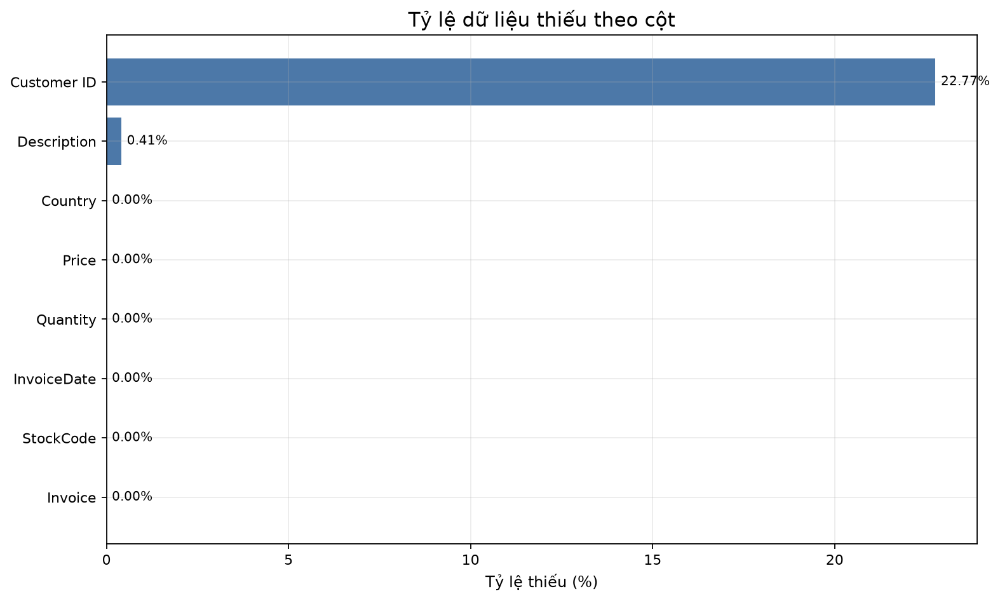 Tỷ lệ dữ liệu thiếu theo cột
Customer ID 22.77%
Description 0.41%
Country 0.00%
Price 0.00%
Quantity 0.00%
InvoiceDate 0.00%
StockCode 0.00%
Invoice 0.00%
0 5 10 15 20
Tỷ lệ thiếu (%)